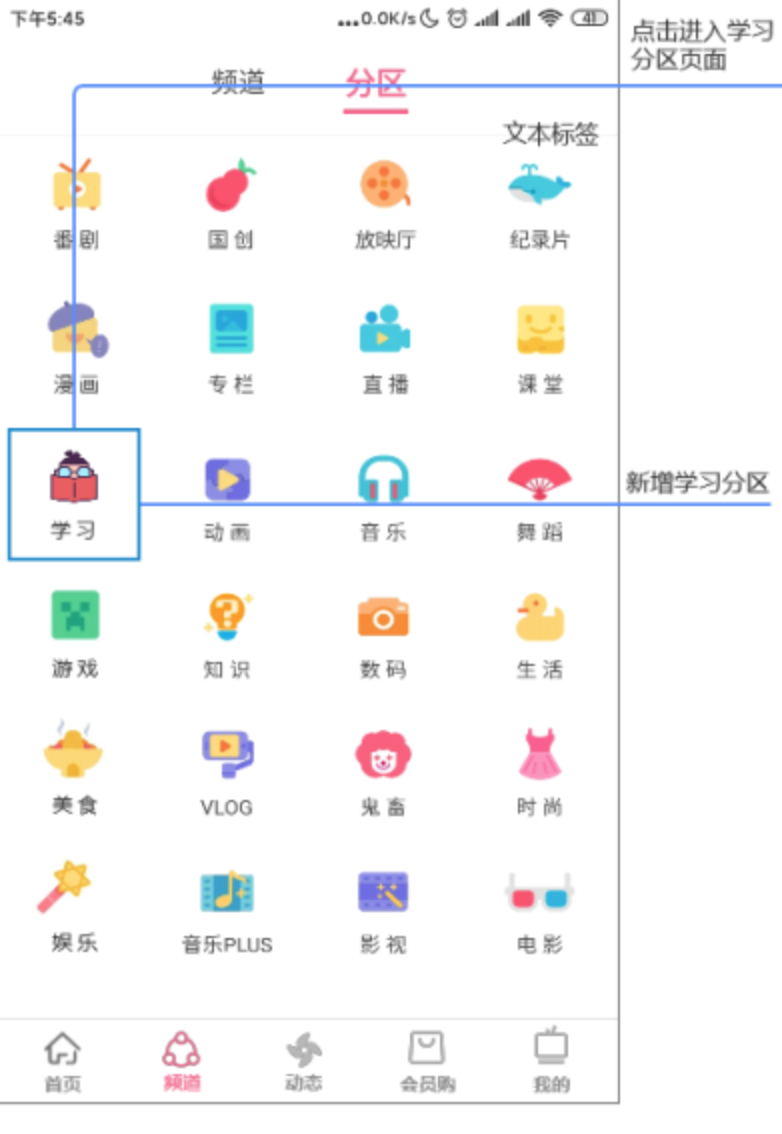 下午5:45
...0.0K/s
41
点击进入学习
分区页面
频道
分区
文本标签
番剧
国创
放映厅
纪录片
漫画
专栏
直播
课堂
新增学习分区
学习
动画
音乐
舞蹈
游戏
知识
数码
生活
美食
VLOG
鬼畜
时尚
娱乐
音乐PLUS
影视
电影
首页
频道
动态
会员购
我的